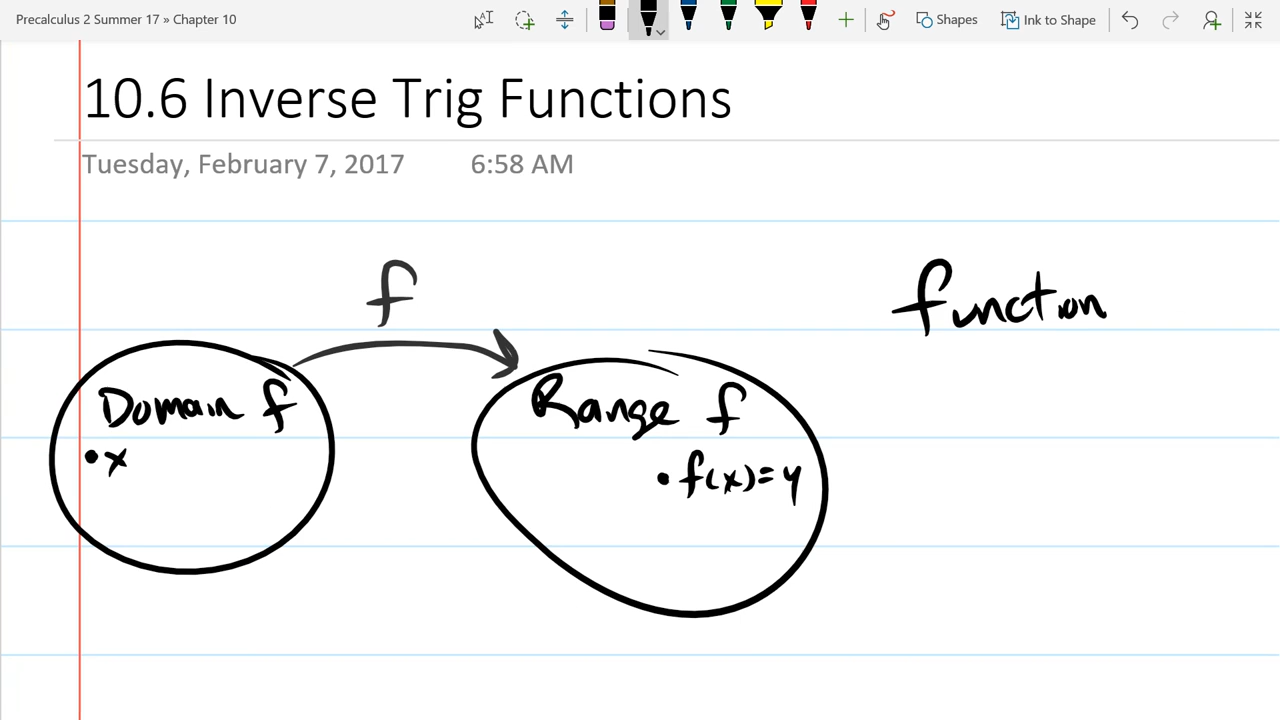 Precalculus 2 Summer 17 » Chapter 10
Shapes
Ink to Shape
10.6 Inverse Trig Functions
Tuesday, February 7, 2017 6:58 AM
f
function
Domain f
Range f
x
f(x)=y